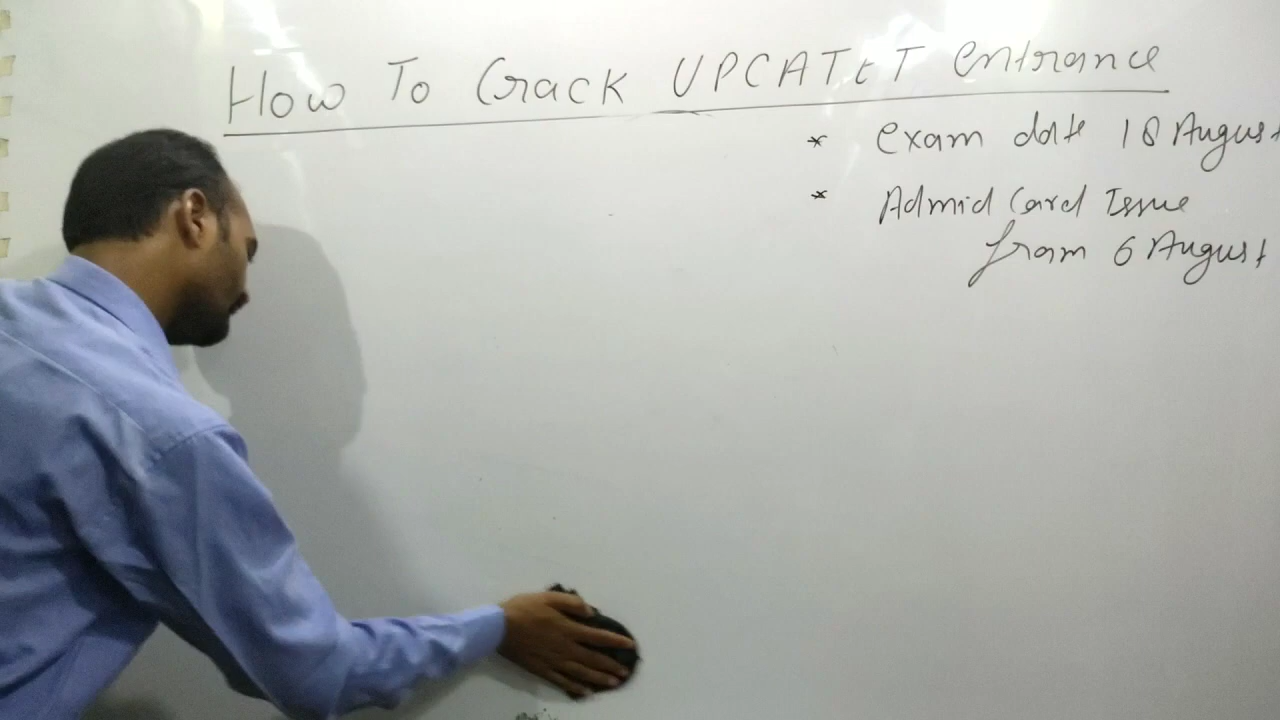 How To Crack UPCATET entrance
* exam date 18 August
* Admid Card Issue
from 6 August